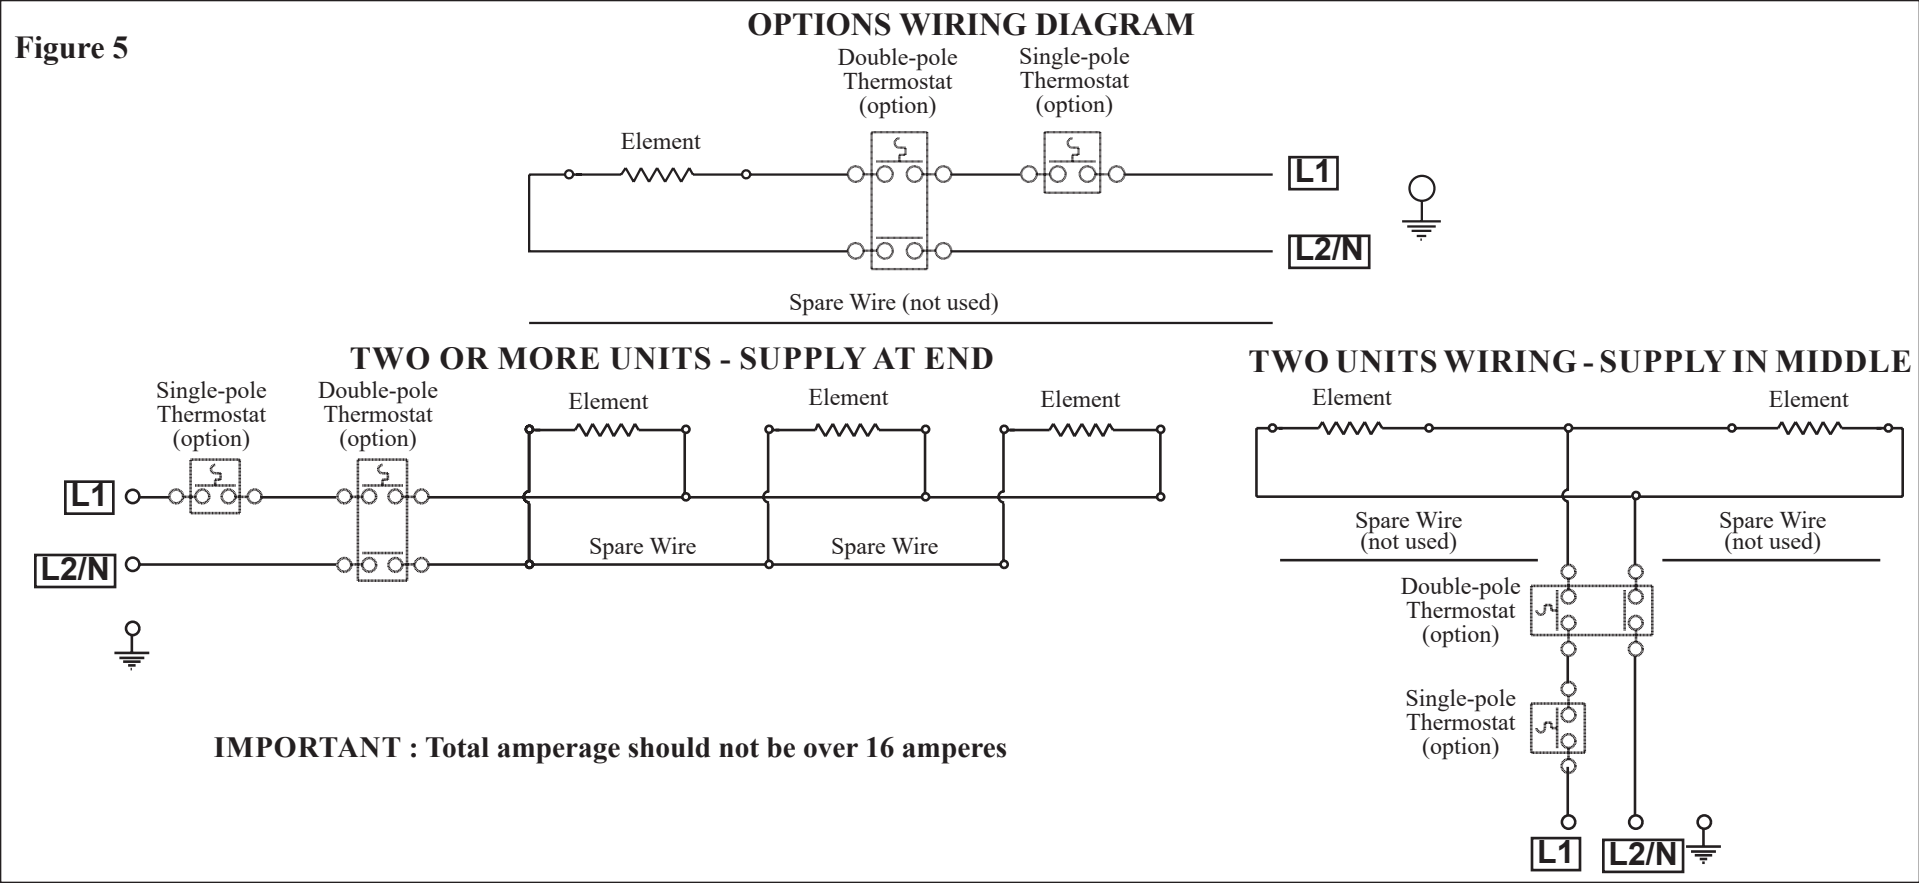 OPTIONS WIRING DIAGRAM
Figure 5
Double-pole
Thermostat
(option)
Single-pole
Thermostat
(option)
Element
L1
L2/N
Spare Wire (not used)
TWO OR MORE UNITS - SUPPLY AT END
Single-pole
Thermostat
(option)
Double-pole
Thermostat
(option)
Element
Element
Element
L1
Spare Wire
Spare Wire
L2/N
IMPORTANT : Total amperage should not be over 16 amperes
TWO UNITS WIRING - SUPPLY IN MIDDLE
Element
Element
Spare Wire
(not used)
Spare Wire
(not used)
Double-pole
Thermostat
(option)
Single-pole
Thermostat
(option)
L1
L2/N